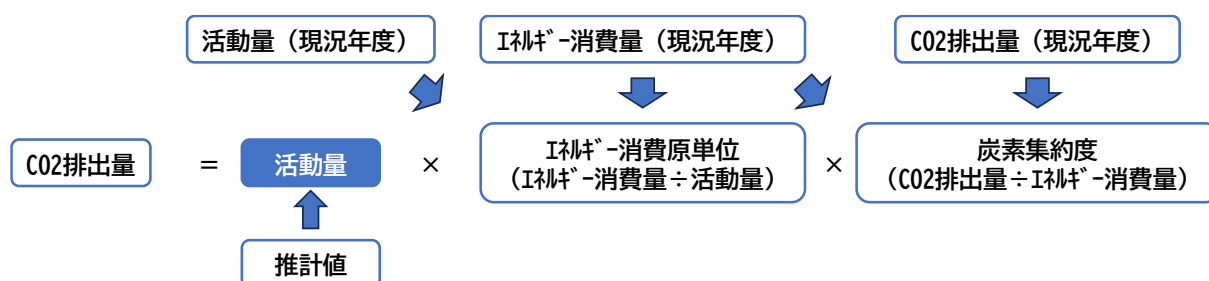 活動量（現況年度）
ｴﾈﾙｷﾞｰ消費量（現況年度）
CO2排出量（現況年度）
CO2排出量
＝
活動量
×
ｴﾈﾙｷﾞｰ消費原単位
（ｴﾈﾙｷﾞｰ消費量÷活動量）
×
炭素集約度
（CO2排出量÷ｴﾈﾙｷﾞｰ消費量）
推計値